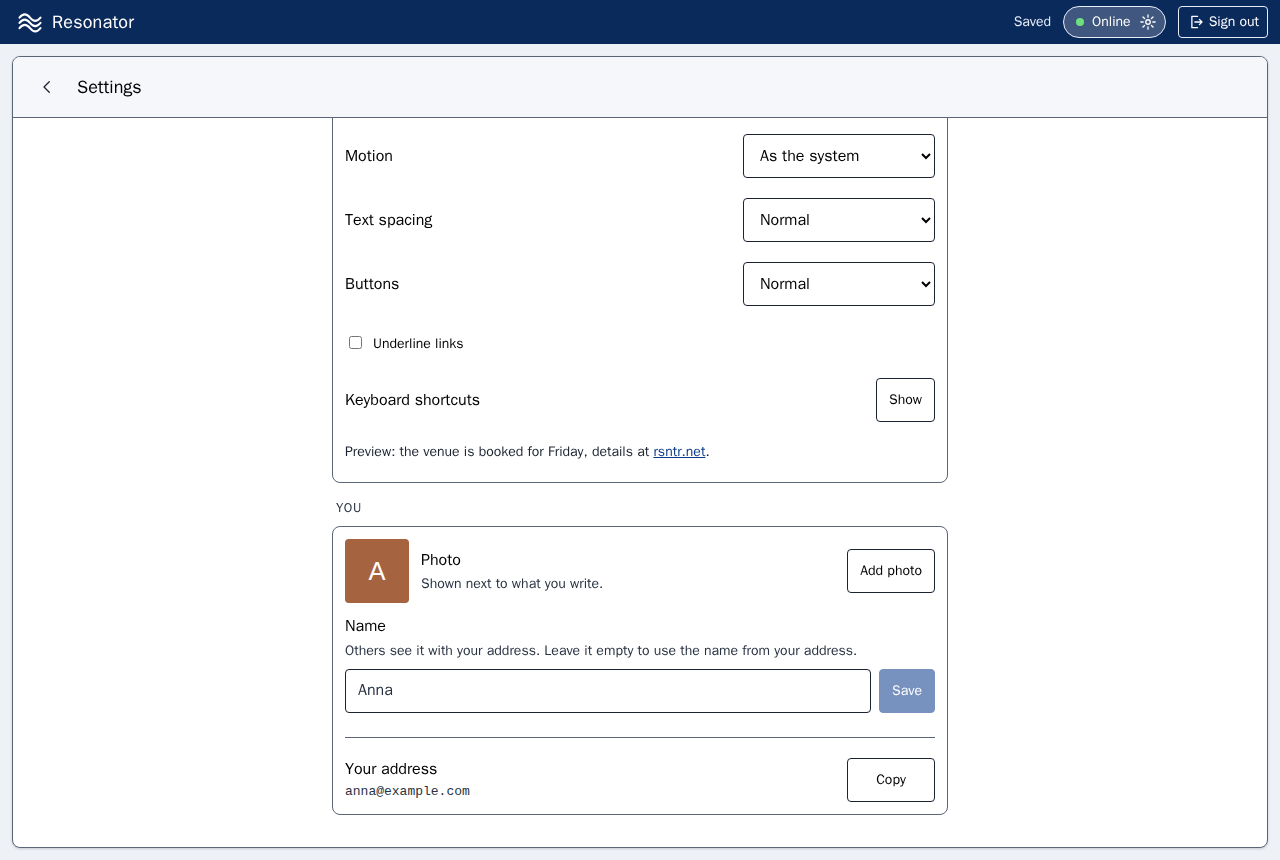 Resonator
Saved
Online
Sign out
Settings
Motion
As the system
Text spacing
Normal
Buttons
Normal
Underline links
Keyboard shortcuts
Show
Preview: the venue is booked for Friday, details at rsntr.net.
YOU
A
Photo
Shown next to what you write.
Add photo
Name
Others see it with your address. Leave it empty to use the name from your address.
Anna
Save
Your address
anna@example.com
Copy